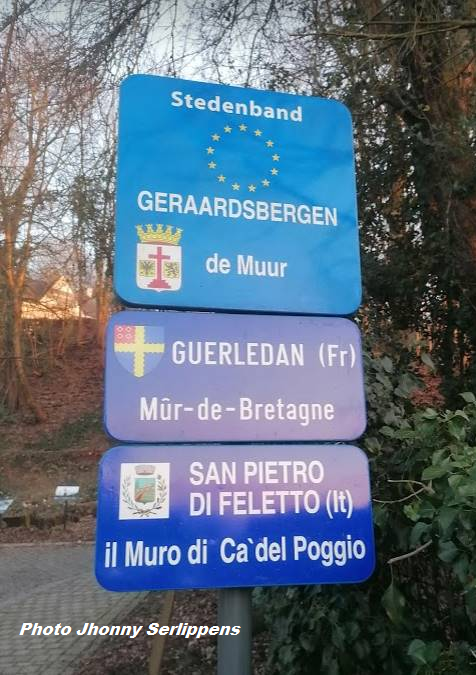 Stedenband
GERAARDSBERGEN
de Muur
GUERLEDAN (Fr)
Mûr-de-Bretagne
SAN PIETRO
DI FELETTO (It)
il Muro di Ca`del Poggio
Photo Jhonny Serlippens